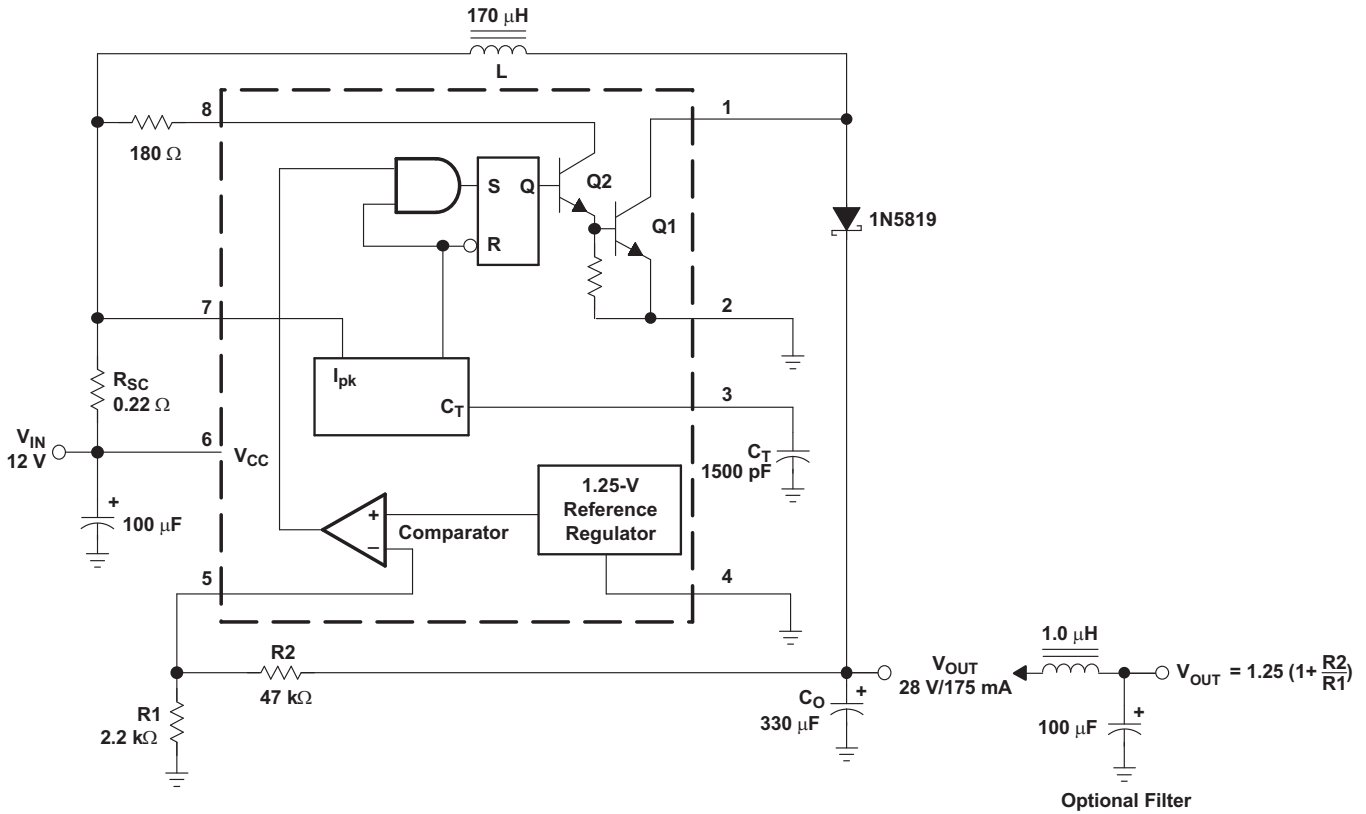 170 μH
L
8
1
180 Ω
S
Q
Q2
Q1
R
1N5819
7
2
I_pk
R_SC
0.22 Ω
C_T
3
V_IN
12 V
6
V_CC
C_T
1500 pF
+
100 μF
+
−
Comparator
1.25-V
Reference
Regulator
5
4
R2
47 kΩ
R1
2.2 kΩ
V_OUT
28 V/175 mA
C_O
+
330 μF
1.0 μH
V_OUT = 1.25 (1+ R2/R1)
+
100 μF
Optional Filter